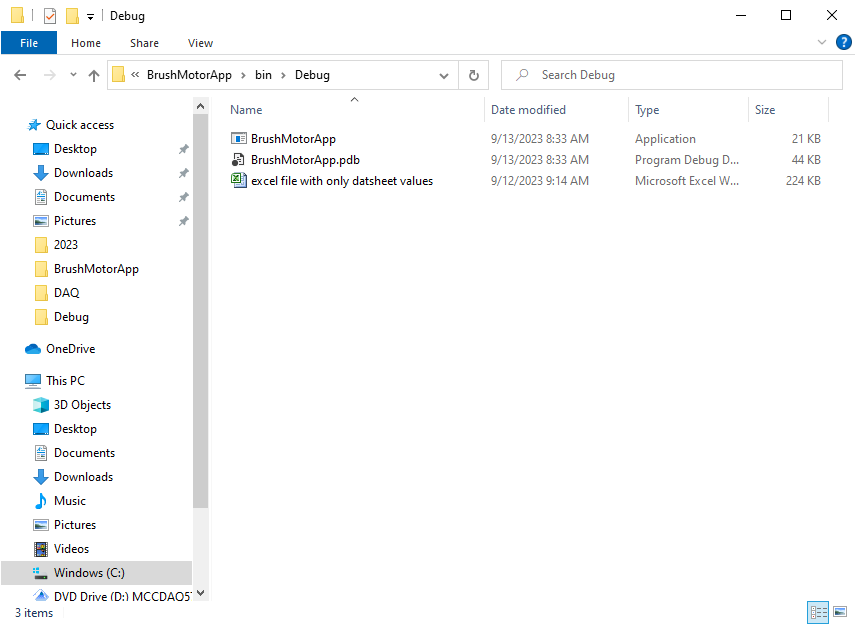 Debug
File Home Share View
« BrushMotorApp › bin › Debug
Search Debug
Name Date modified Type Size
BrushMotorApp 9/13/2023 8:33 AM Application 21 KB
BrushMotorApp.pdb 9/13/2023 8:33 AM Program Debug D... 44 KB
excel file with only datsheet values 9/12/2023 9:14 AM Microsoft Excel W... 224 KB
Quick access
Desktop
Downloads
Documents
Pictures
2023
BrushMotorApp
DAQ
Debug
OneDrive
This PC
3D Objects
Desktop
Documents
Downloads
Music
Pictures
Videos
Windows (C:)
DVD Drive (D:) MCCDAQ5
3 items